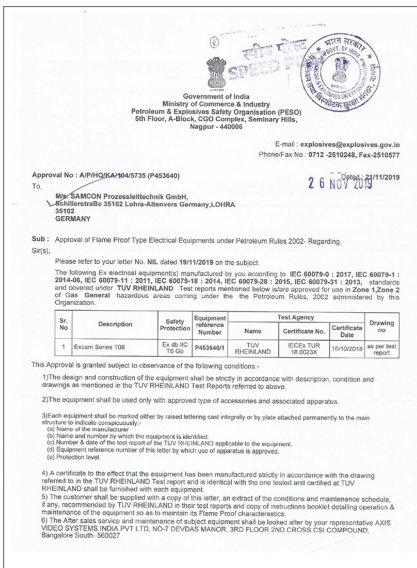 स्पीड पोस्ट
SPEED
भारत सरकार
GOVT. OF INDIA
Government of India
Ministry of Commerce & Industry
Petroleum & Explosives Safety Organisation (PESO)
5th Floor, A-Block, CGO Complex, Seminary Hills,
Nagpur - 440006
E-mail : explosives@explosives.gov.in
Phone/Fax No : 0712 -2510248, Fax-2510577
Approval No : A/P/HQ/KA/104/5735 (P453640)
Dated : 21/11/2019
26 NOV 2019
To,
M/s. SAMCON Prozessleittechnik GmbH,
SchillerstraBe 35102 Lohra-Altenvers Germany,LOHRA
35102
GERMANY
Sub : Approval of Flame Proof Type Electrical Equipments under Petroleum Rules 2002- Regarding.
Sir(s),
Please refer to your letter No. NIL dated 19/11/2019 on the subject.
The following Ex electrical equipment(s) manufactured by you according to IEC 60079-0 : 2017, IEC 60079-1 :
2014-06, IEC 60079-11 : 2011, IEC 60079-18 : 2014, IEC 60079-28 : 2015, IEC 60079-31 : 2013, standards
and covered under TUV RHEINLAND Test reports mentioned below is/are approved for use in Zone 1,Zone 2
of Gas General hazardous areas coming under the the Petroleum Rules, 2002 administered by this
Organization.
Sr. No Description Safety Protection Equipment reference Number Test Agency Drawing no
Name Certificate No. Certificate Date
1 Excam Series T08 Ex db IIC T6 Gb P453640/1 TUV RHEINLAND IECEx TUR 18.0023X 16/10/2018 as per test report
This Approval is granted subject to observance of the following conditions:-
1)The design and construction of the equipment shall be strictly in accordance with description, condition and
drawings as mentioned in the TUV RHEINLAND Test Reports referred to above.
2)The equipment shall be used only with approved type of accessories and associated apparatus.
3)Each equipment shall be marked either by raised lettering cast integrally or by plate attached permanently to the main
structure to indicate conspicuously:-
(a) Name of the manufacturer
(b) Name and number by which the equipment is identified.
(c) Number & date of the test report of the TUV RHEINLAND applicable to the equipment.
(d) Equipment reference number of this letter by which use of apparatus is approved.
(e) Protection level
4) A certificate to the effect that the equipment has been manufactured strictly in accordance with the drawing
referred to in the TUV RHEINLAND Test report and is identical with the one tested and certified at TUV
RHEINLAND shall be furnished with each equipment.
5) The customer shall be supplied with a copy of this letter, an extract of the conditions and maintenance schedule,
if any, recommended by TUV RHEINLAND in their test reports and copy of instructions booklet detailing operation &
maintenance of the equipment so as to maintain its Flame Proof characterestics.
6) The After sales service and maintanance of subject equipment shall be looked after by your representative AXIS
VIDEO SYSTEMS INDIA PVT LTD, NO-7 DEVDAS MANOR, 3RD FLOOR 2ND CROSS CSI COMPOUND,
Bangalore South- 560027